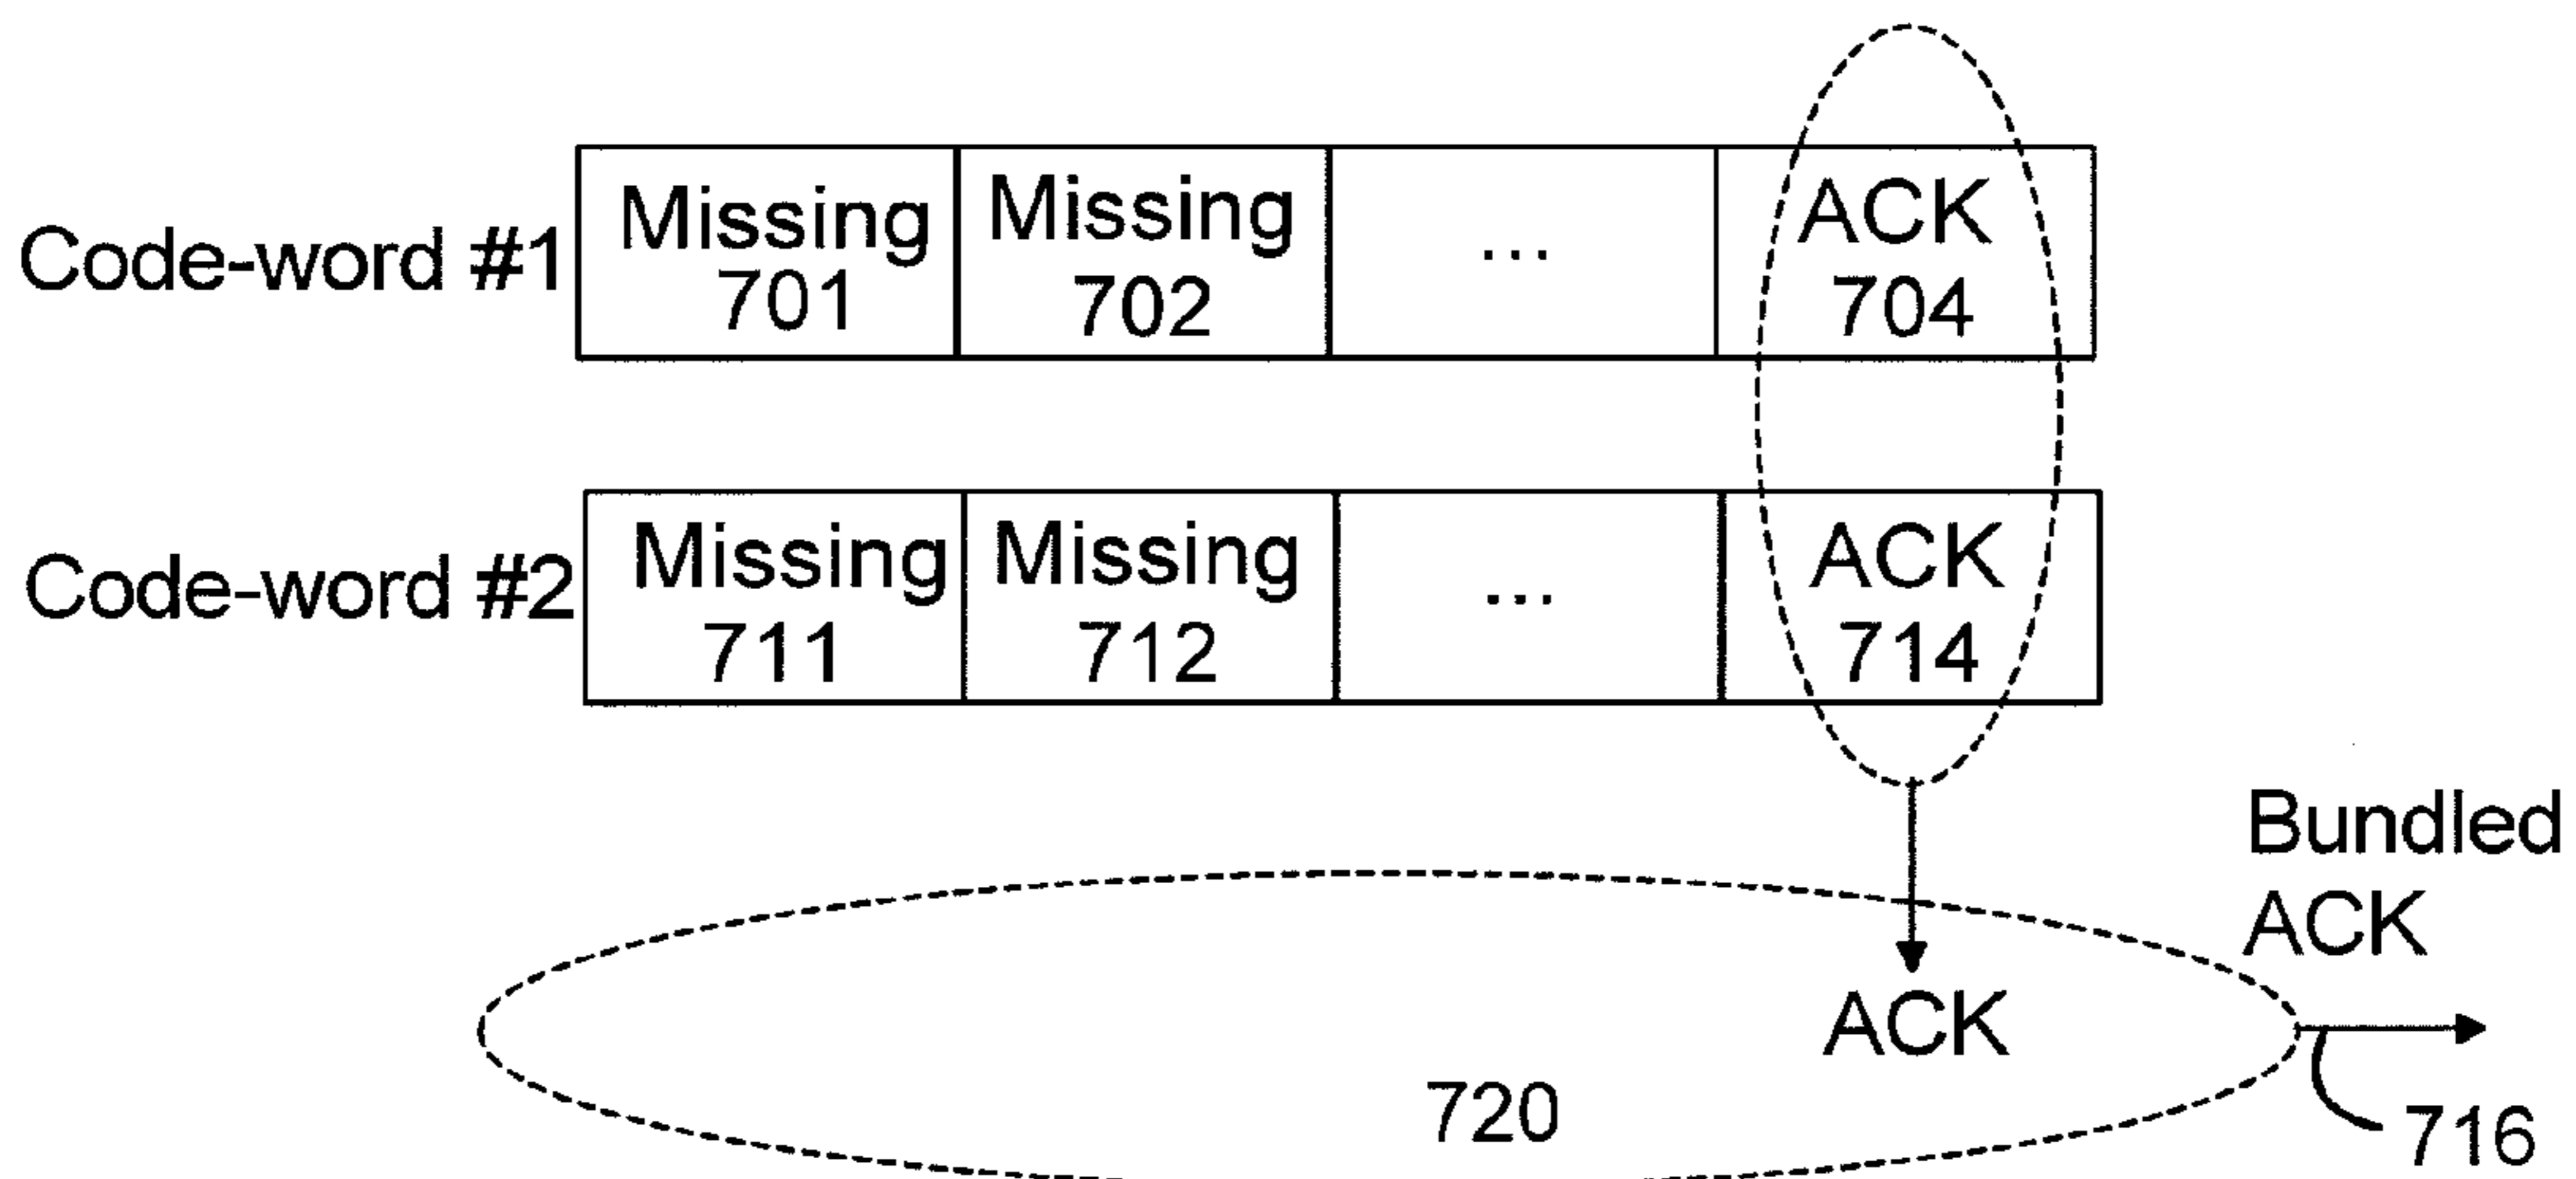 Code-word #1
Missing
701
Missing
702
...
ACK
704
Code-word #2
Missing
711
Missing
712
...
ACK
714
Bundled
ACK
ACK
720
716